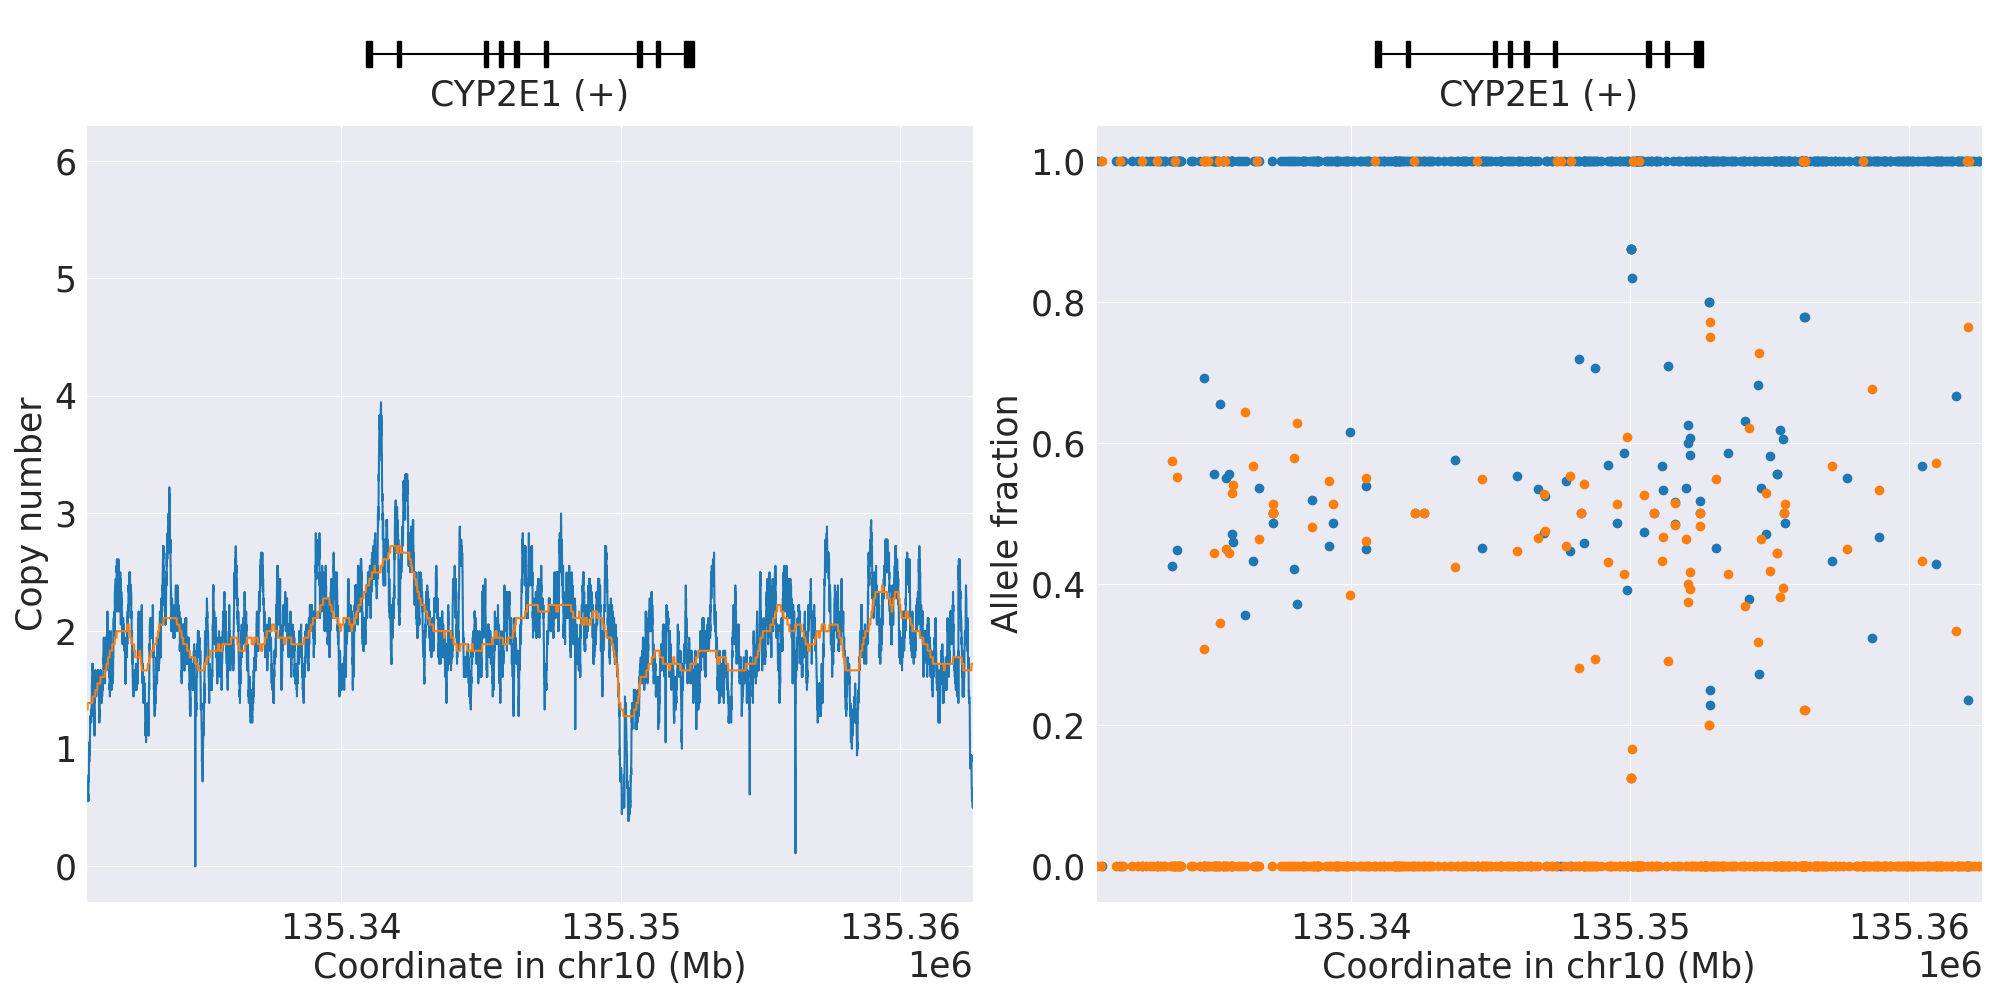 CYP2E1 (+)
CYP2E1 (+)
Copy number
6
5
4
3
2
1
0
135.34
135.35
135.36
Coordinate in chr10 (Mb)
1e6
Allele fraction
1.0
0.8
0.6
0.4
0.2
0.0
135.34
135.35
135.36
Coordinate in chr10 (Mb)
1e6